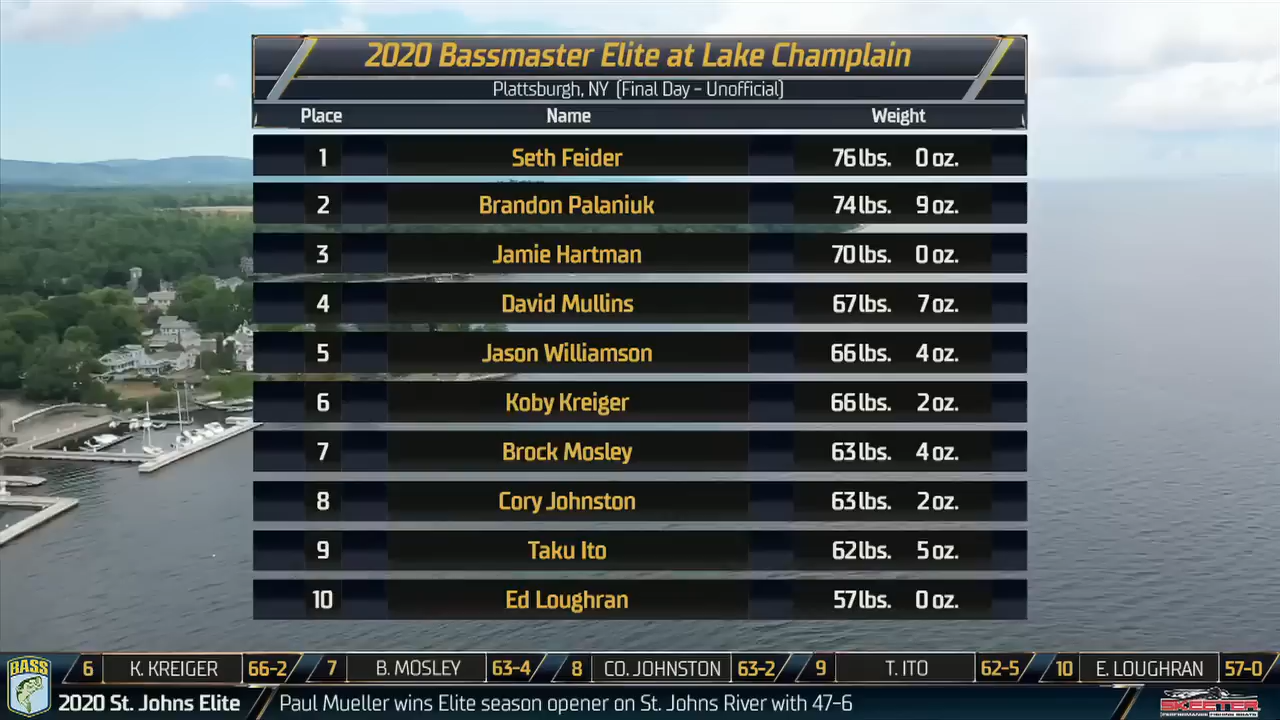 2020 Bassmaster Elite at Lake Champlain
Plattsburgh, NY (Final Day - Unofficial)
Place Name Weight
1 Seth Feider 76 lbs. 0 oz.
2 Brandon Palaniuk 74 lbs. 9 oz.
3 Jamie Hartman 70 lbs. 0 oz.
4 David Mullins 67 lbs. 7 oz.
5 Jason Williamson 66 lbs. 4 oz.
6 Koby Kreiger 66 lbs. 2 oz.
7 Brock Mosley 63 lbs. 4 oz.
8 Cory Johnston 63 lbs. 2 oz.
9 Taku Ito 62 lbs. 5 oz.
10 Ed Loughran 57 lbs. 0 oz.
BASS 6 K. KREIGER 66-2 7 B. MOSLEY 63-4 8 CO. JOHNSTON 63-2 9 T. ITO 62-5 10 E. LOUGHRAN 57-0
2020 St. Johns Elite Paul Mueller wins Elite season opener on St. Johns River with 47-6
SKEETER
PERFORMANCE FISHING BOATS